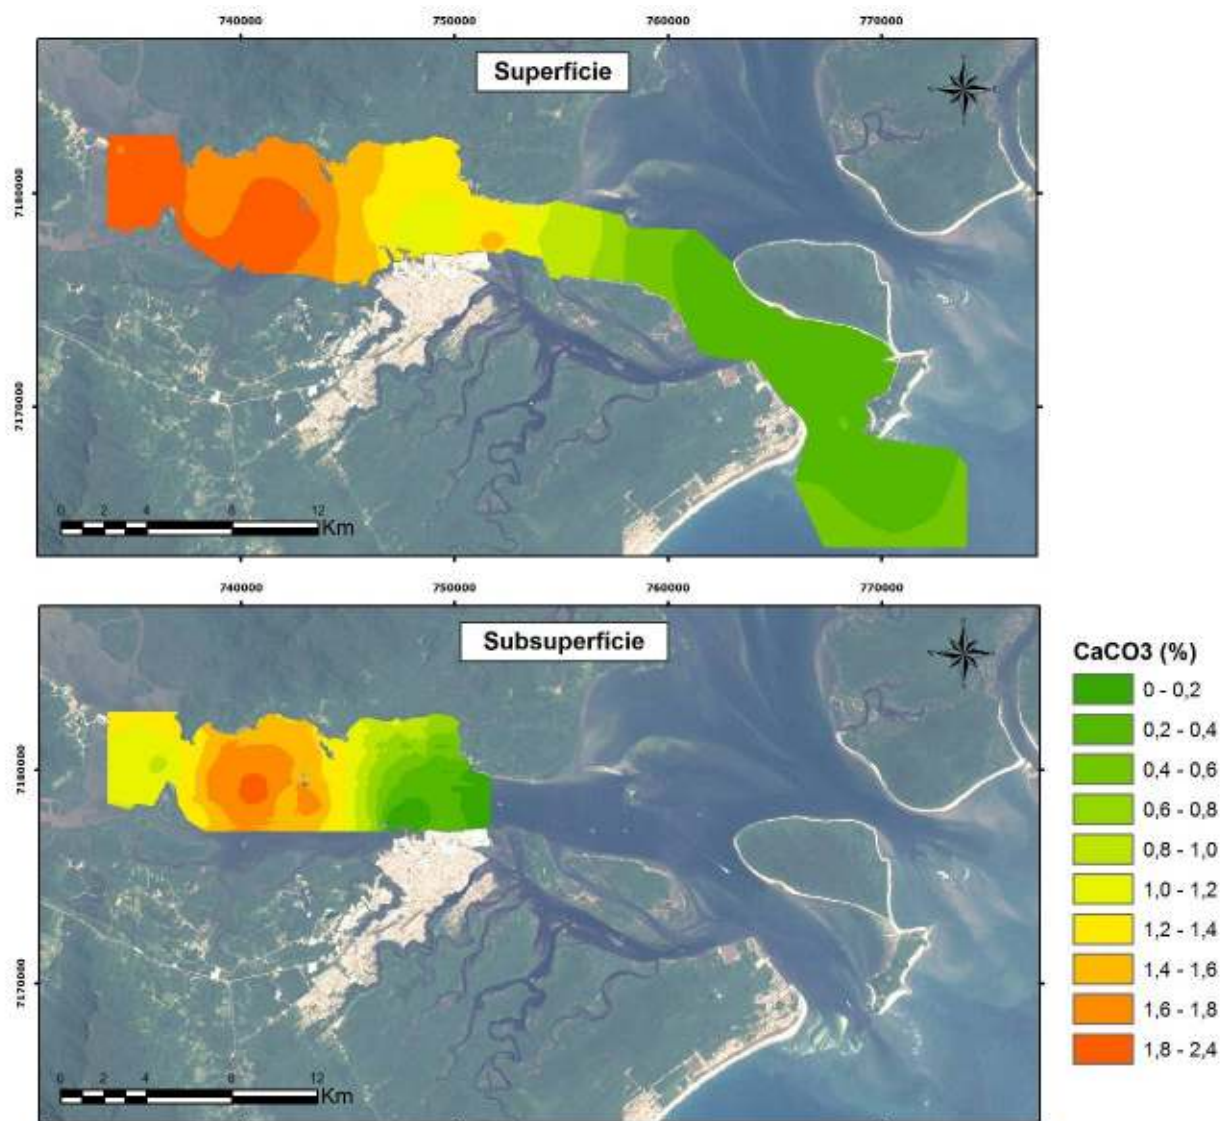 740000 750000 760000 770000
Superfície
7180000
7170000
0 2 4 8 12
Km
740000 750000 760000 770000
Subsuperfície
7180000
7170000
0 2 4 8 12
Km
CaCO3 (%)
0 - 0,2
0,2 - 0,4
0,4 - 0,6
0,6 - 0,8
0,8 - 1,0
1,0 - 1,2
1,2 - 1,4
1,4 - 1,6
1,6 - 1,8
1,8 - 2,4